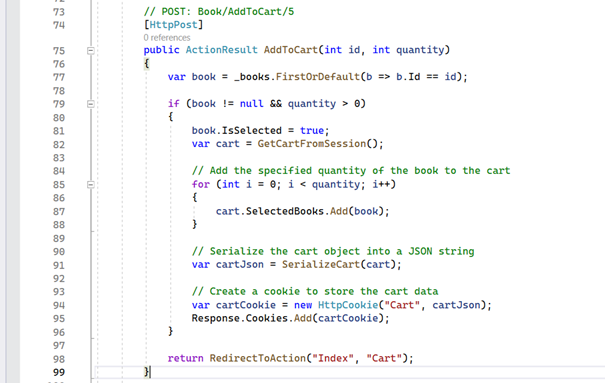 73 // POST: Book/AddToCart/5
74 [HttpPost]
0 references
75 public ActionResult AddToCart(int id, int quantity)
76 {
77 var book = _books.FirstOrDefault(b => b.Id == id);
78
79 if (book != null && quantity > 0)
80 {
81 book.IsSelected = true;
82 var cart = GetCartFromSession();
83
84 // Add the specified quantity of the book to the cart
85 for (int i = 0; i < quantity; i++)
86 {
87 cart.SelectedBooks.Add(book);
88 }
89
90 // Serialize the cart object into a JSON string
91 var cartJson = SerializeCart(cart);
92
93 // Create a cookie to store the cart data
94 var cartCookie = new HttpCookie("Cart", cartJson);
95 Response.Cookies.Add(cartCookie);
96 }
97
98 return RedirectToAction("Index", "Cart");
99 }